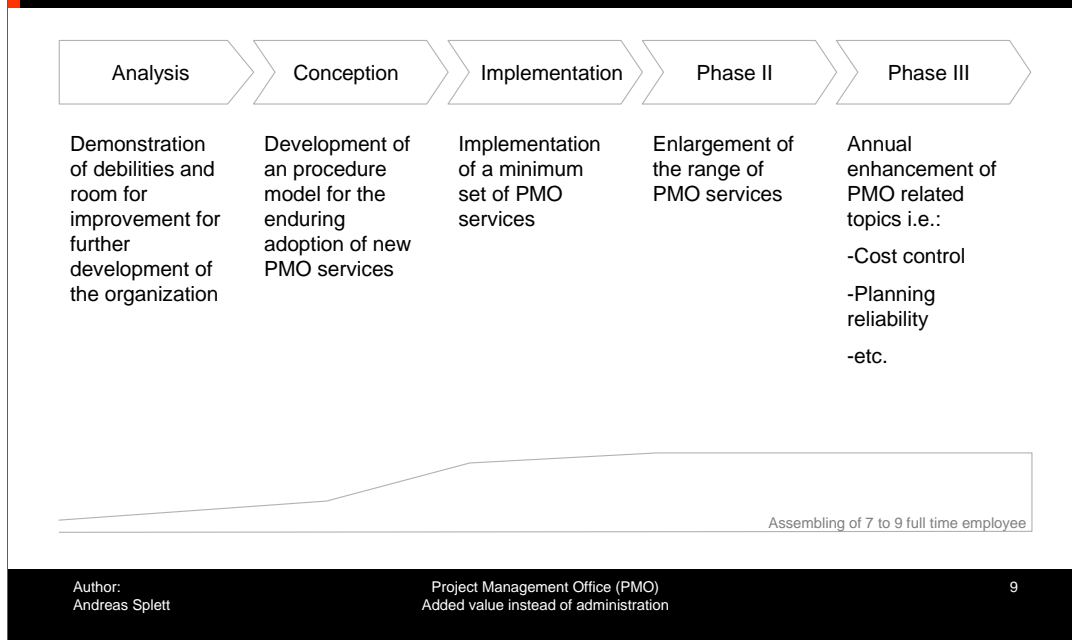 Analysis
Conception
Implementation
Phase II
Phase III
Demonstration
of debilities and
room for
improvement for
further
development of
the organization
Development of
an procedure
model for the
enduring
adoption of new
PMO services
Implementation
of a minimum
set of PMO
services
Enlargement of
the range of
PMO services
Annual
enhancement of
PMO related
topics i.e.:
-Cost control
-Planning
reliability
-etc.
Assembling of 7 to 9 full time employee
Author:
Andreas Splett
Project Management Office (PMO)
Added value instead of administration
9